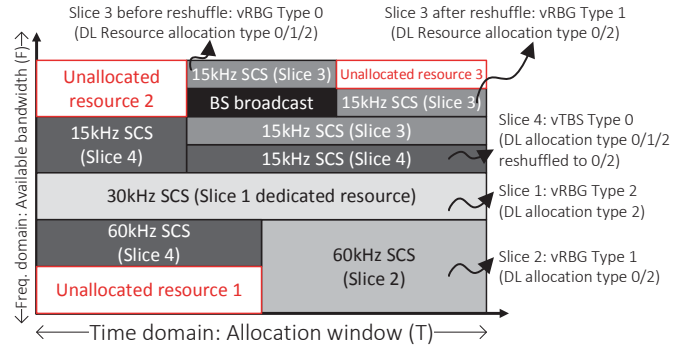 Slice 3 before reshuffle: vRBG Type 0
(DL Resource allocation type 0/1/2)
Slice 3 after reshuffle: vRBG Type 1
(DL Resource allocation type 0/2)
Freq. domain: Available bandwidth (F)
Unallocated
resource 2
15kHz SCS (Slice 3)
Unallocated resource 3
BS broadcast
15kHz SCS (Slice 3)
15kHz SCS
(Slice 4)
15kHz SCS (Slice 3)
15kHz SCS (Slice 4)
Slice 4: vTBS Type 0
(DL allocation type 0/1/2
reshuffled to 0/2)
30kHz SCS (Slice 1 dedicated resource)
Slice 1: vRBG Type 2
(DL allocation type 2)
60kHz SCS
(Slice 4)
60kHz SCS
(Slice 2)
Slice 2: vRBG Type 1
(DL allocation type 0/2)
Unallocated resource 1
Time domain: Allocation window (T)